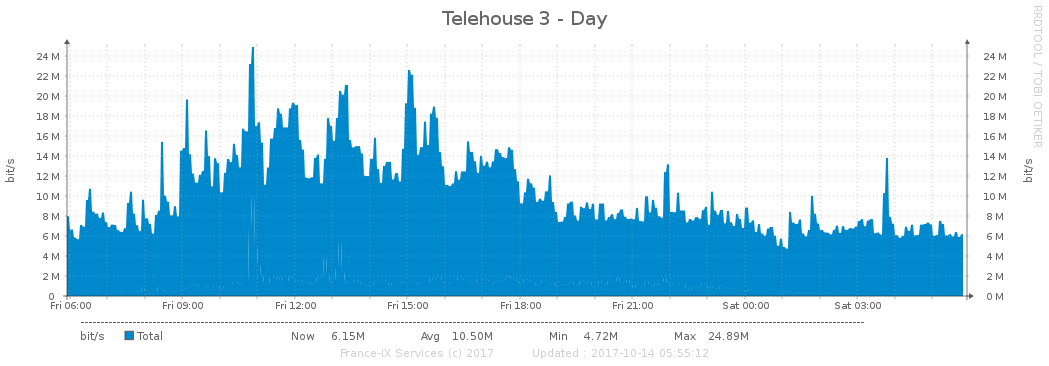 Telehouse 3 - Day
RRDTOOL / TOBI OETIKER
24 M 24 M
22 M 22 M
20 M 20 M
18 M 18 M
16 M 16 M
14 M 14 M
12 M 12 M
10 M 10 M
8 M 8 M
6 M 6 M
4 M 4 M
2 M 2 M
0 0 M
bit/s bit/s
Fri 06:00 Fri 09:00 Fri 12:00 Fri 15:00 Fri 18:00 Fri 21:00 Sat 00:00 Sat 03:00
bit/s Total Now 6.15M Avg 10.50M Min 4.72M Max 24.89M
France-IX Services (c) 2017 Updated : 2017-10-14 05:55:12